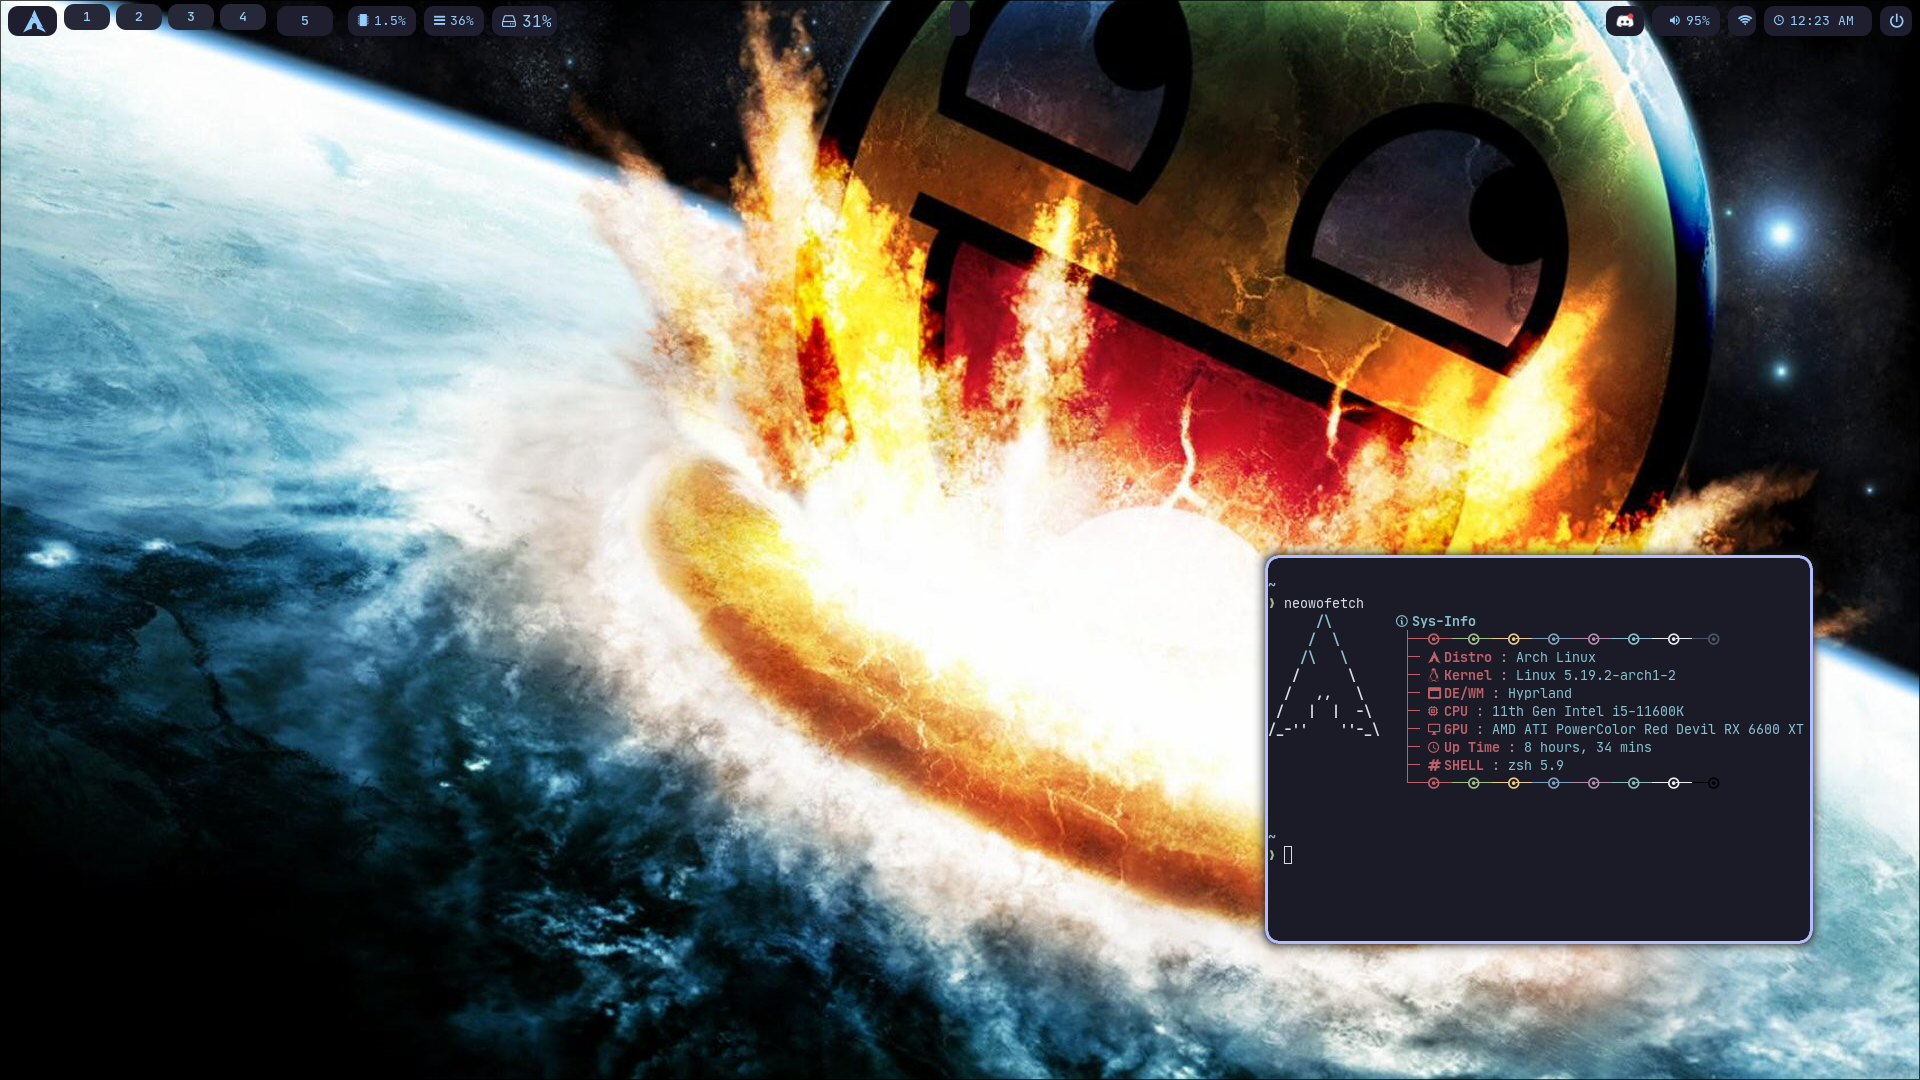 1 2 3 4 5 1.5% 36% 31% 95% 12:23 AM
~
❯ neowofetch
Sys-Info
Distro : Arch Linux
Kernel : Linux 5.19.2-arch1-2
DE/WM : Hyprland
CPU : 11th Gen Intel i5-11600K
GPU : AMD ATI PowerColor Red Devil RX 6600 XT
Up Time : 8 hours, 34 mins
SHELL : zsh 5.9
~
❯